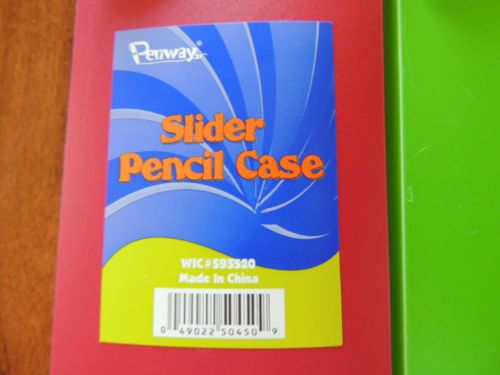 Penway®
Slider
Pencil Case
WIC#593520
Made In China
0 49022 50450 9